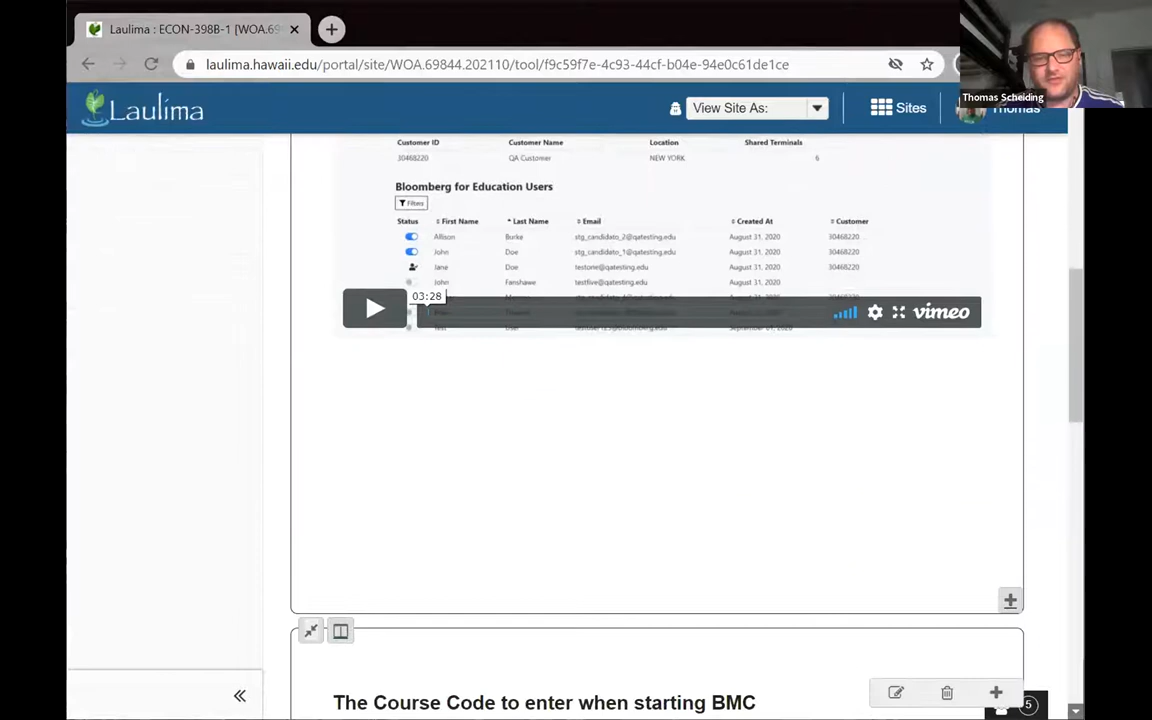 Laulima : ECON-398B-1 [WOA.69
laulima.hawaii.edu/portal/site/WOA.69844.202110/tool/f9c59f7e-4c93-44cf-b04e-94e0c61de1ce
Thomas Scheiding
Laulima
View Site As:
Sites
Thomas
Customer ID Customer Name Location Shared Terminals
30468220 QA Customer NEW YORK 6
Bloomberg for Education Users
Filters
Status First Name Last Name Email Created At Customer
Allison Burke stg_candidato_2@qatesting.edu August 31, 2020 30468220
John Doe stg_candidato_1@qatesting.edu August 31, 2020 30468220
Jane Doe testone@qatesting.edu August 31, 2020 30468220
John Fanshawe testfive@qatesting.edu August 31, 2020
03:28
vimeo
The Course Code to enter when starting BMC
5